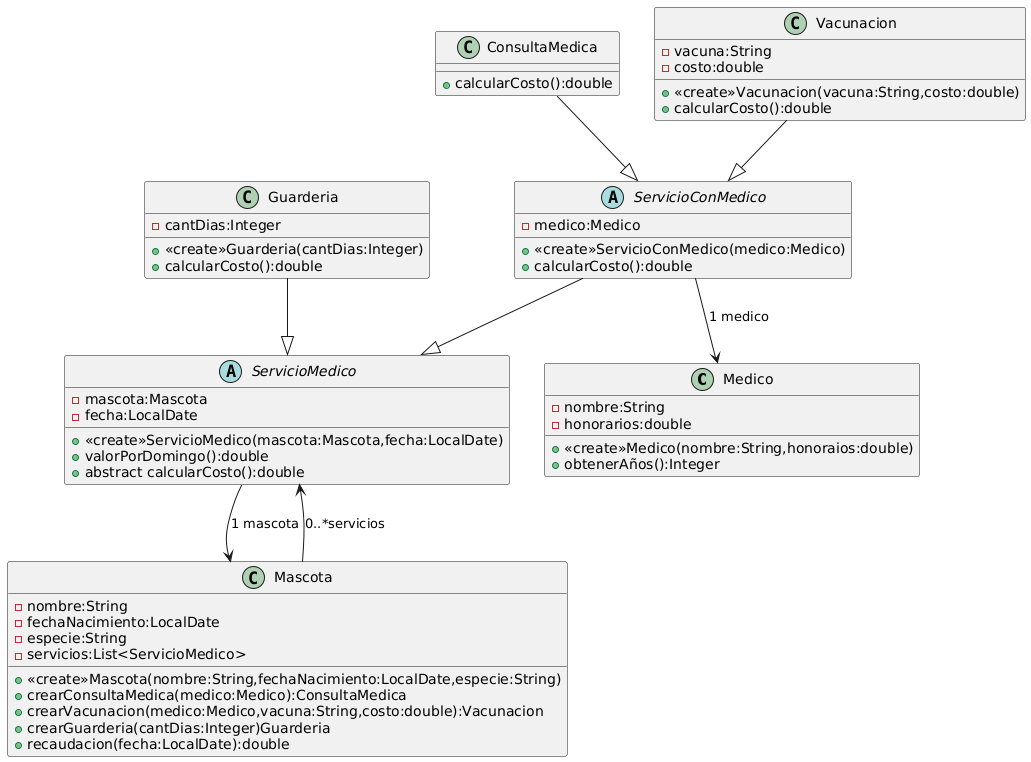 C ConsultaMedica
calcularCosto():double
C Vacunacion
vacuna:String
costo:double
«create»Vacunacion(vacuna:String,costo:double)
calcularCosto():double
C Guarderia
cantDias:Integer
«create»Guarderia(cantDias:Integer)
calcularCosto():double
A ServicioConMedico
medico:Medico
«create»ServicioConMedico(medico:Medico)
calcularCosto():double
1 medico
A ServicioMedico
mascota:Mascota
fecha:LocalDate
«create»ServicioMedico(mascota:Mascota,fecha:LocalDate)
valorPorDomingo():double
abstract calcularCosto():double
C Medico
nombre:String
honorarios:double
«create»Medico(nombre:String,honoraios:double)
obtenerAños():Integer
1 mascota
0..*servicios
C Mascota
nombre:String
fechaNacimiento:LocalDate
especie:String
servicios:List<ServicioMedico>
«create»Mascota(nombre:String,fechaNacimiento:LocalDate,especie:String)
crearConsultaMedica(medico:Medico):ConsultaMedica
crearVacunacion(medico:Medico,vacuna:String,costo:double):Vacunacion
crearGuarderia(cantDias:Integer)Guarderia
recaudacion(fecha:LocalDate):double